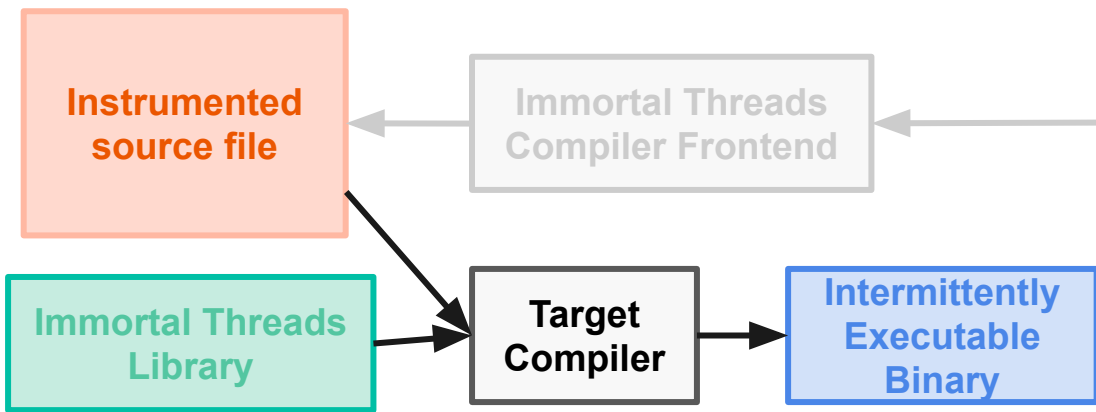 Instrumented
source file
Immortal Threads
Compiler Frontend
Immortal Threads
Library
Target
Compiler
Intermittently
Executable
Binary